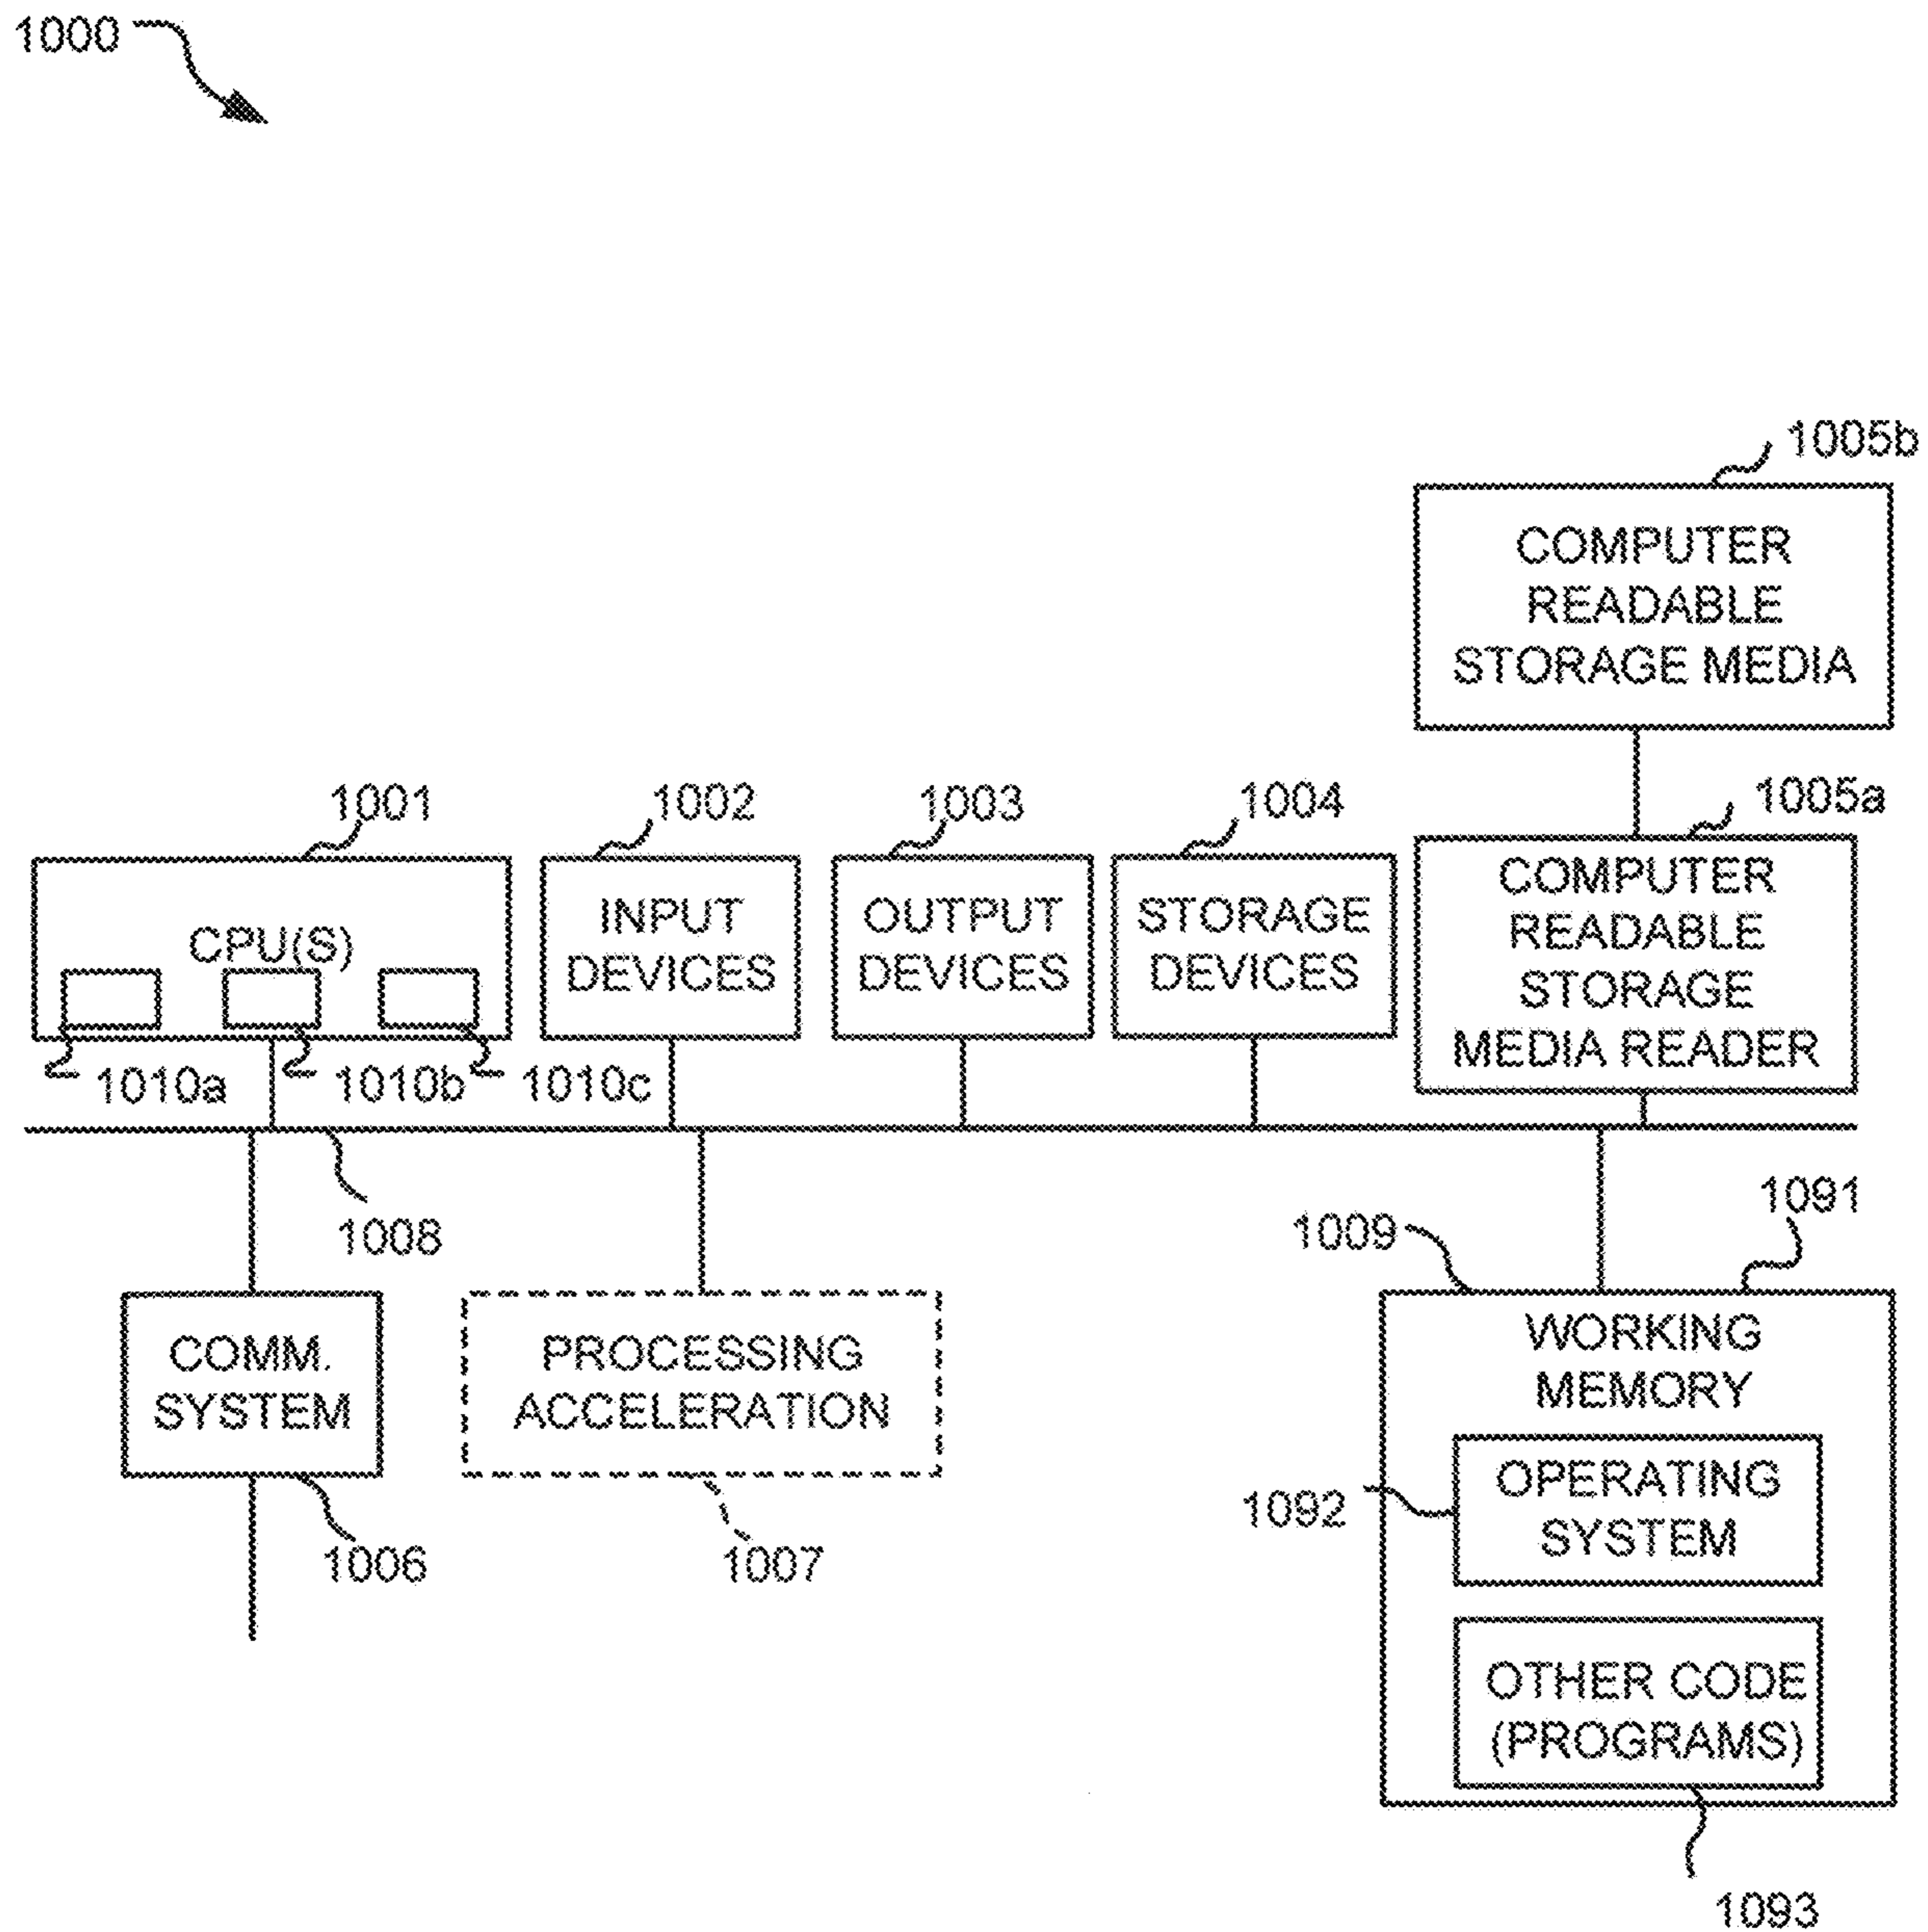 1000
1005b
COMPUTER
READABLE
STORAGE MEDIA
1001
1002
1003
1004
1005a
CPU(S)
INPUT
DEVICES
OUTPUT
DEVICES
STORAGE
DEVICES
COMPUTER
READABLE
STORAGE
MEDIA READER
1010a
1010b
1010c
1008
1009
1091
COMM.
SYSTEM
PROCESSING
ACCELERATION
WORKING
MEMORY
1006
1007
1092
OPERATING
SYSTEM
OTHER CODE
(PROGRAMS)
1093